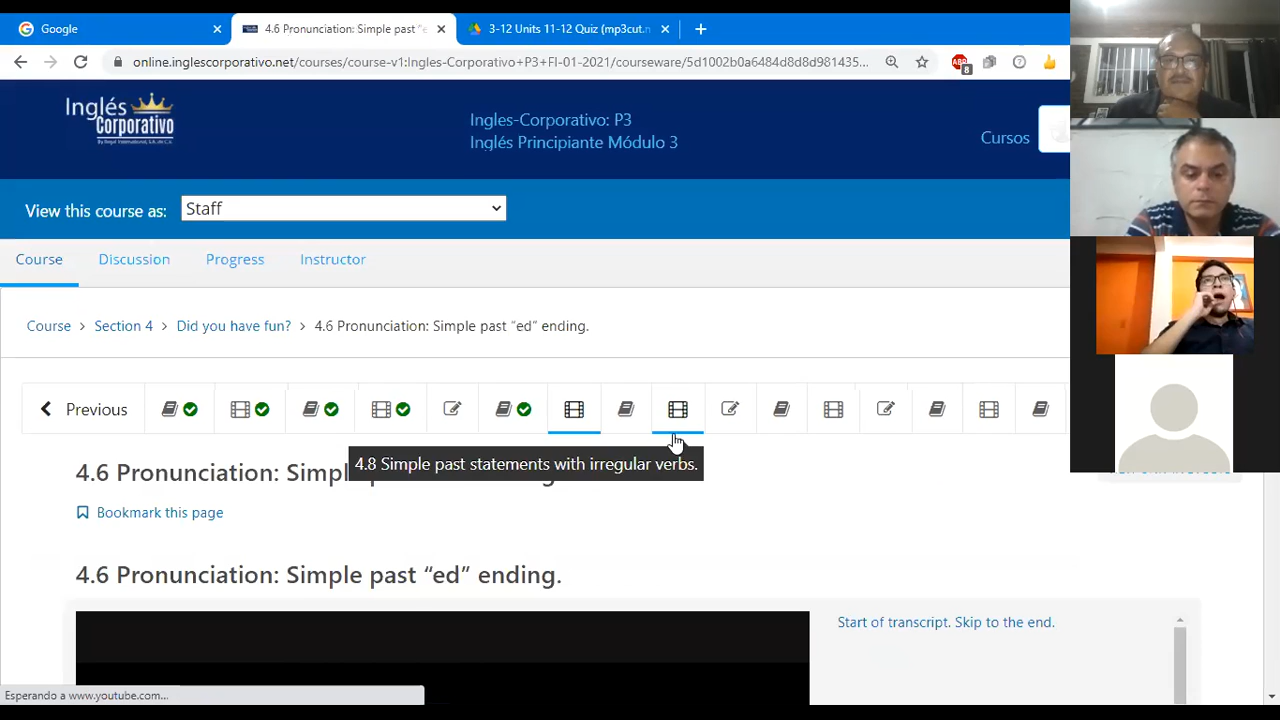 Google
4.6 Pronunciation: Simple past “e
3-12 Units 11-12 Quiz (mp3cut.n
online.inglescorporativo.net/courses/course-v1:Ingles-Corporativo+P3+FI-01-2021/courseware/5d1002b0a6484d8d8d981435...
8
Inglés
Corporativo
Ingles-Corporativo: P3
Inglés Principiante Módulo 3
Cursos
View this course as:
Staff
Course
Discussion
Progress
Instructor
Course > Section 4 > Did you have fun? > 4.6 Pronunciation: Simple past “ed” ending.
Previous
4.8 Simple past statements with irregular verbs.
4.6 Pronunciation: Simpl
Bookmark this page
4.6 Pronunciation: Simple past “ed” ending.
Start of transcript. Skip to the end.
Esperando a www.youtube.com...